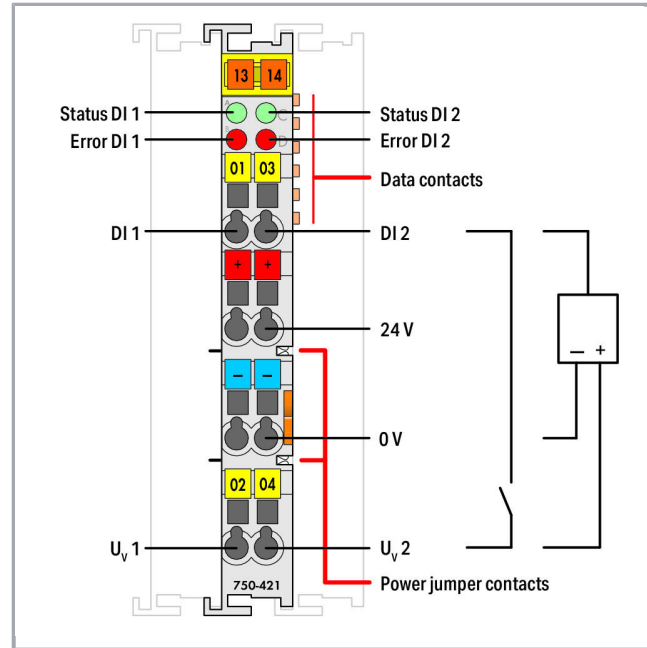 13 14
A C
Status DI 1 Status DI 2
Error DI 1 D Error DI 2
01 03
Data contacts
DI 1 DI 2
+ +
24 V
− +
− −
0 V
02 04
Uv 1 Uv 2
750-421
Power jumper contacts